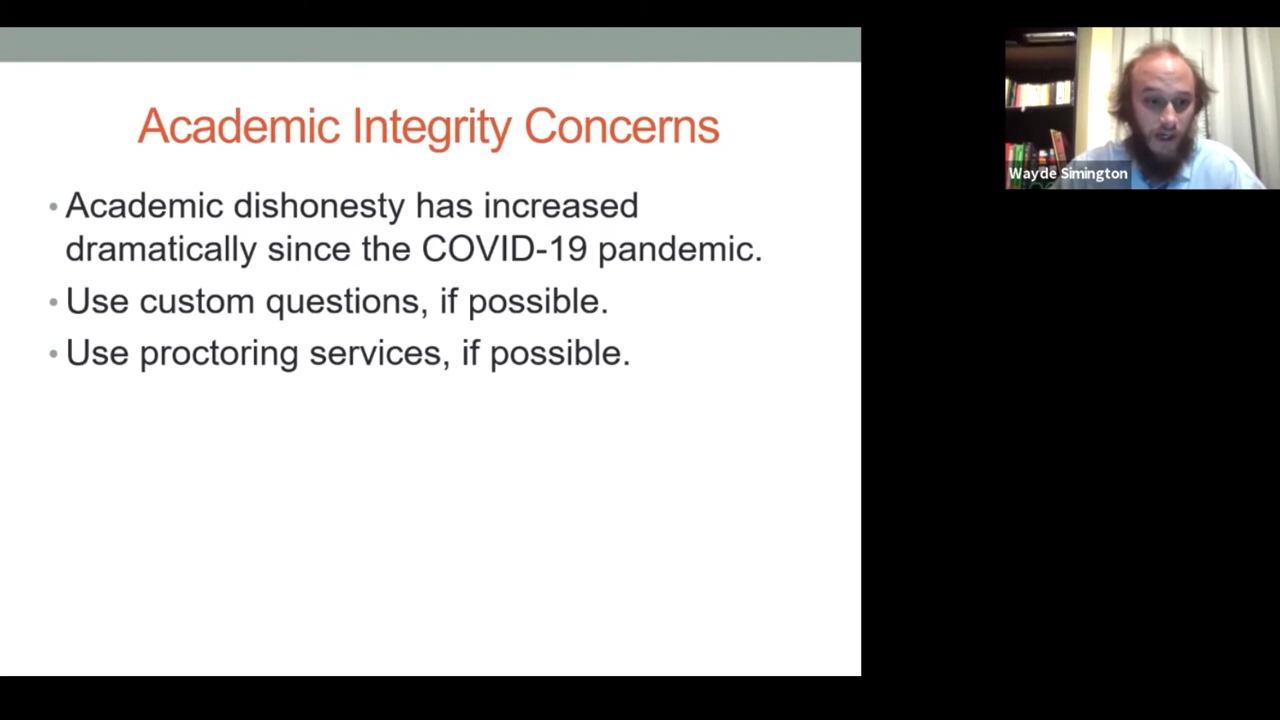 Academic Integrity Concerns
• Academic dishonesty has increased
dramatically since the COVID-19 pandemic.
• Use custom questions, if possible.
• Use proctoring services, if possible.
Wayde Simington